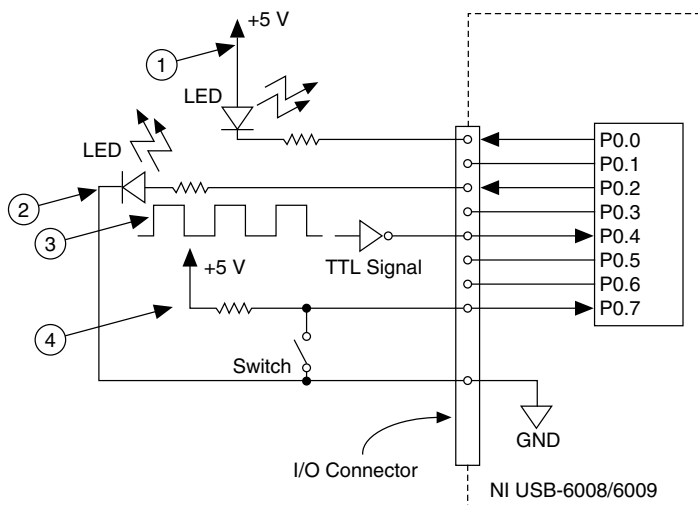 +5 V
1
LED
LED
P0.0
P0.1
P0.2
2
P0.3
3
P0.4
TTL Signal
P0.5
+5 V
P0.6
P0.7
4
Switch
GND
I/O Connector
NI USB-6008/6009